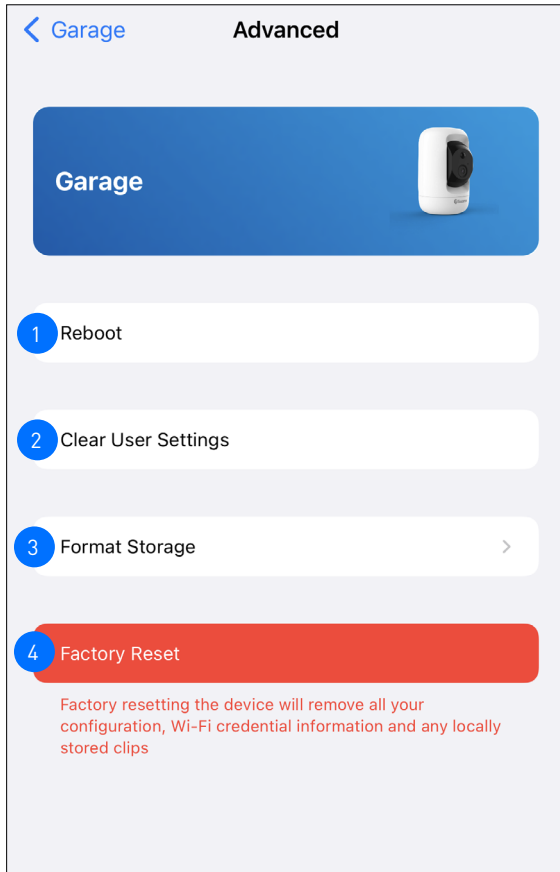 Garage
Advanced
Garage
1
Reboot
2
Clear User Settings
3
Format Storage
4
Factory Reset
Factory resetting the device will remove all your
configuration, Wi-Fi credential information and any locally
stored clips